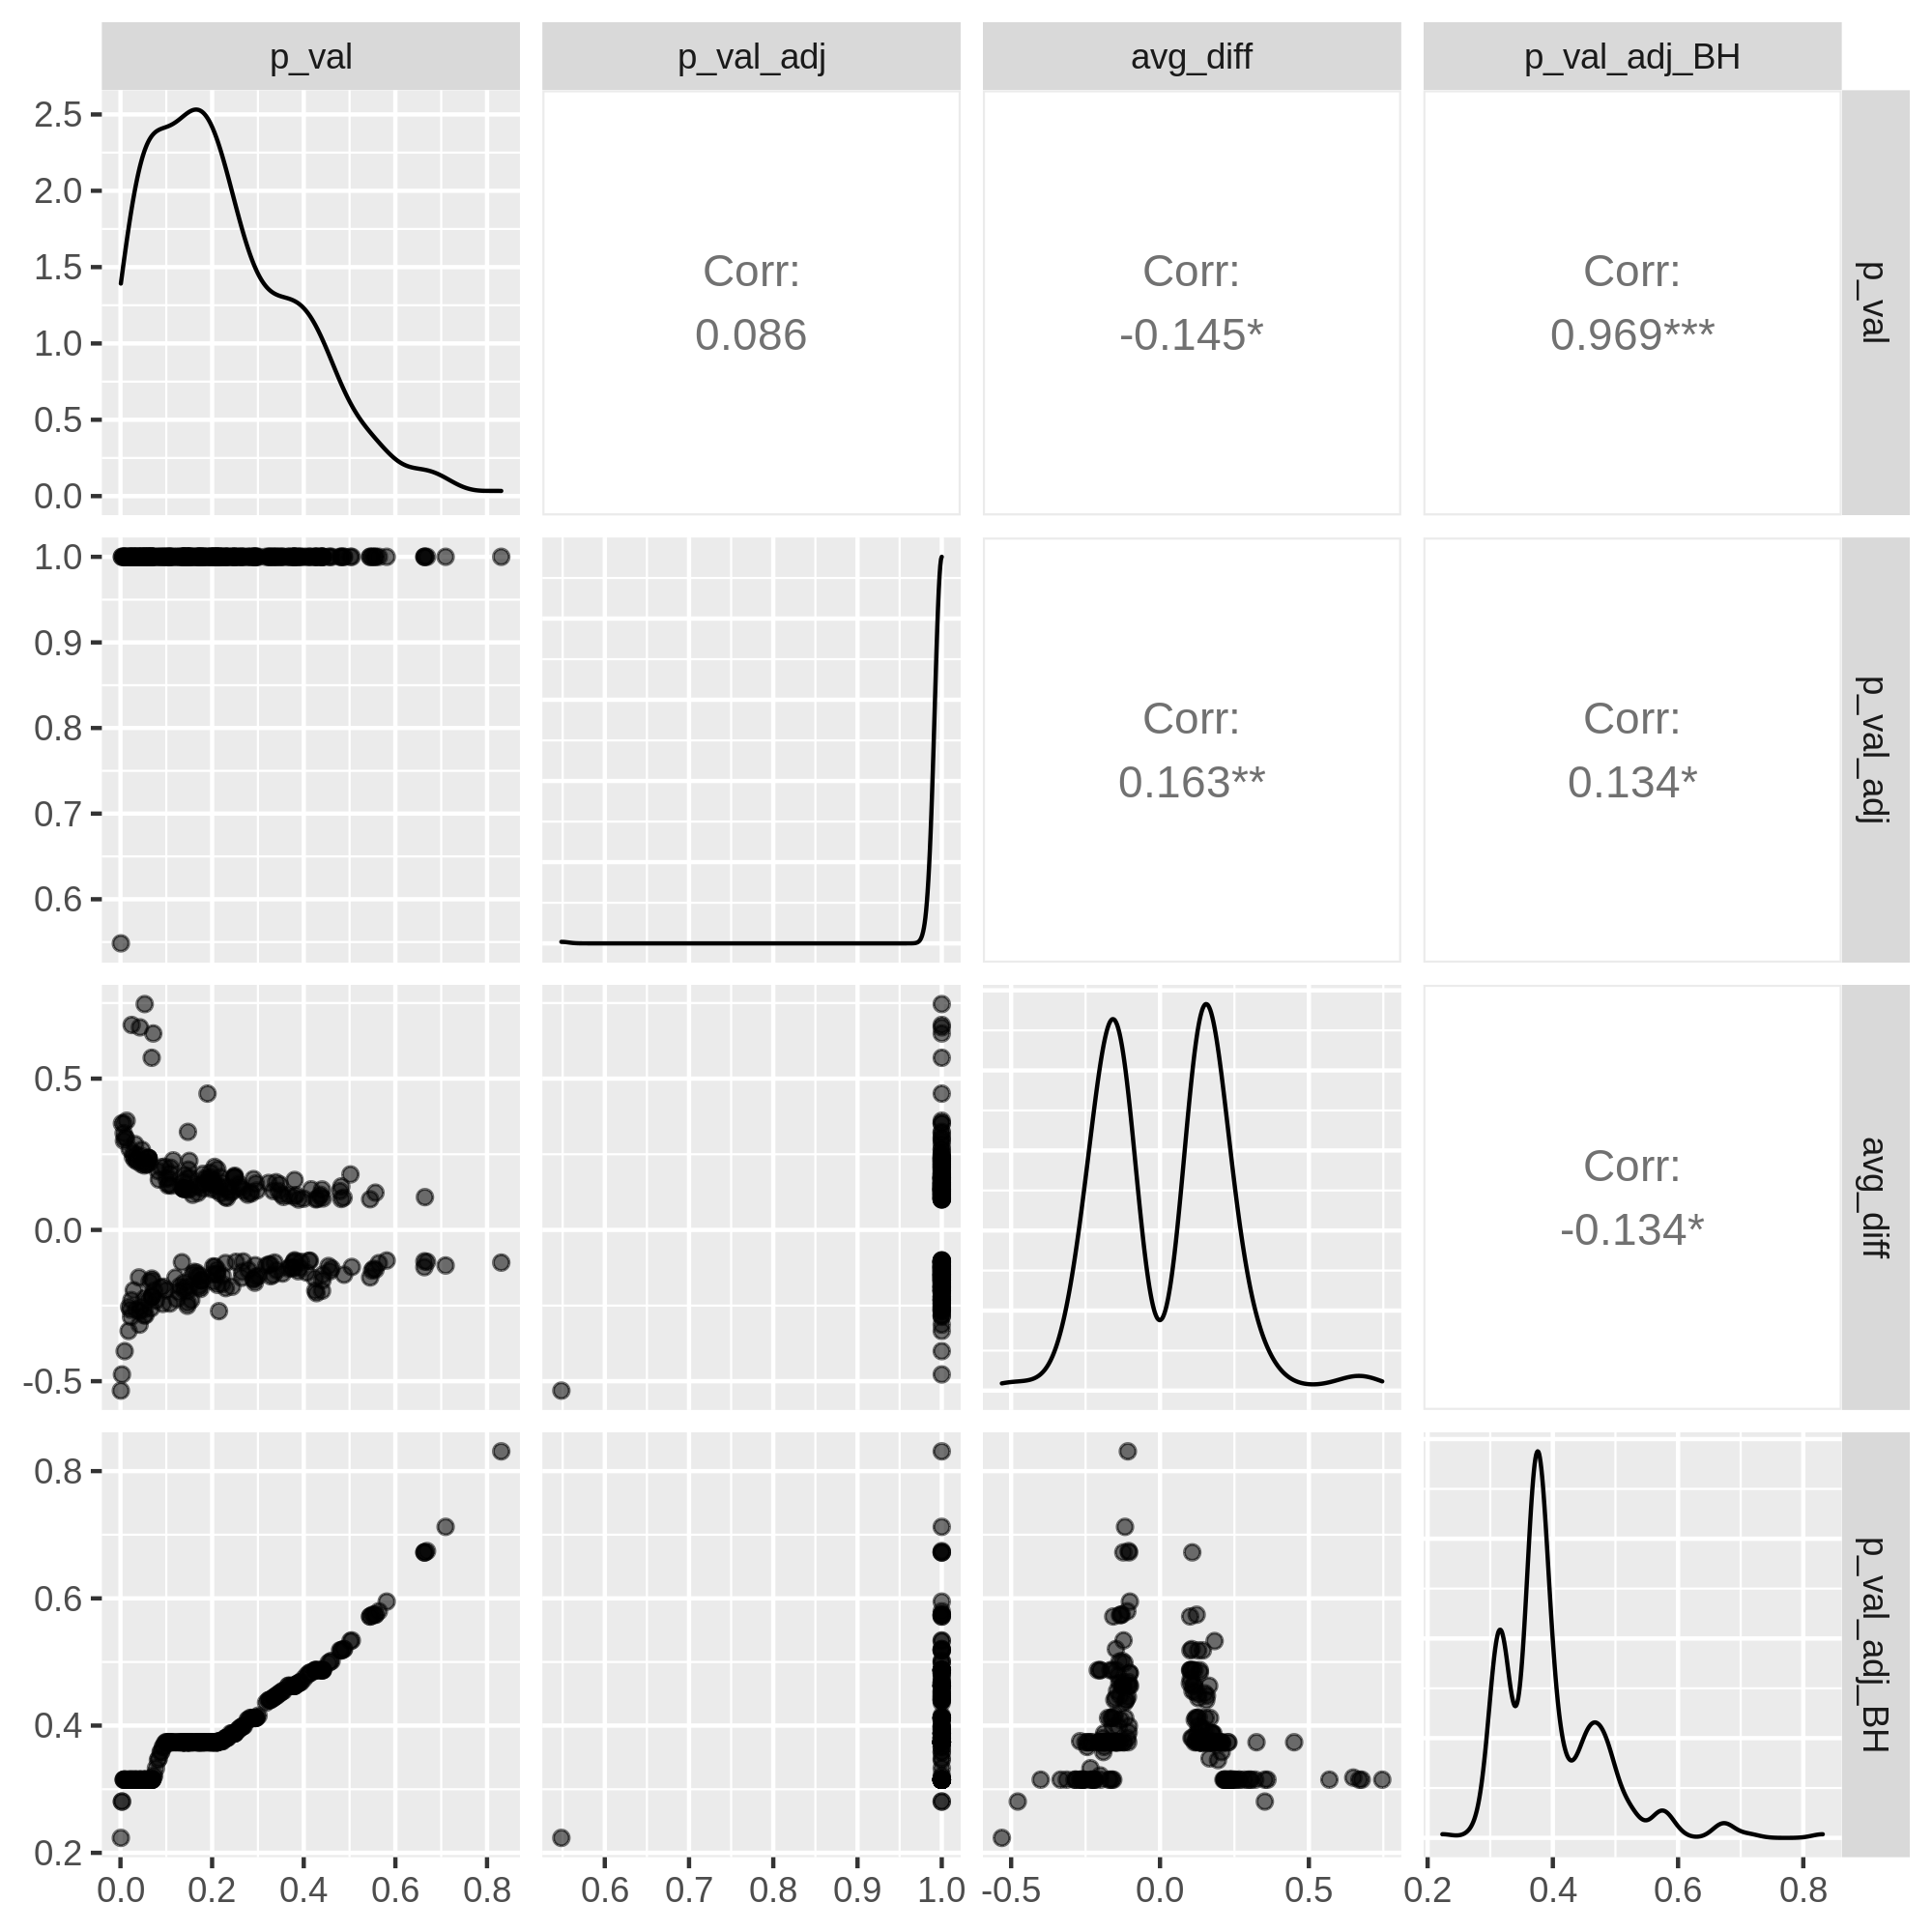 p_val p_val_adj avg_diff p_val_adj_BH
2.5
2.0
1.5
1.0
0.5
0.0
Corr:
0.086
Corr:
-0.145*
Corr:
0.969***
p_val
1.0
0.9
0.8
0.7
0.6
Corr:
0.163**
Corr:
0.134*
p_val_adj
0.5
0.0
-0.5
Corr:
-0.134*
avg_diff
0.8
0.6
0.4
0.2
p_val_adj_BH
0.0 0.2 0.4 0.6 0.8 0.6 0.7 0.8 0.9 1.0 -0.5 0.0 0.5 0.2 0.4 0.6 0.8